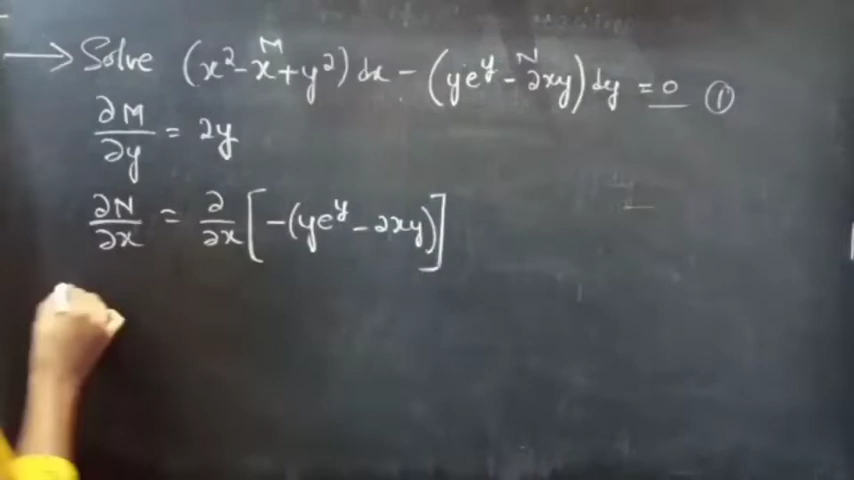 → Solve (x² - x + y²) dx - (ye^y - 2xy) dy = 0 ①
M N
∂M/∂y = 2y
∂N/∂x = ∂/∂x [-(ye^y - 2xy)]